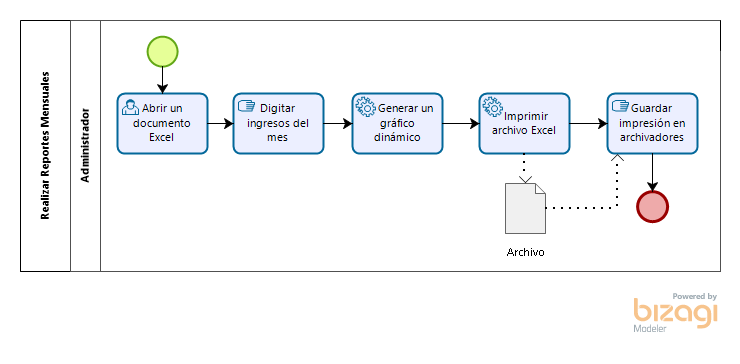 Realizar Reportes Mensuales
Administrador
Abrir un
documento
Excel
Digitar
ingresos del
mes
Generar un
gráfico
dinámico
Imprimir
archivo Excel
Guardar
impresión en
archivadores
Archivo
Powered by
bizagi
Modeler